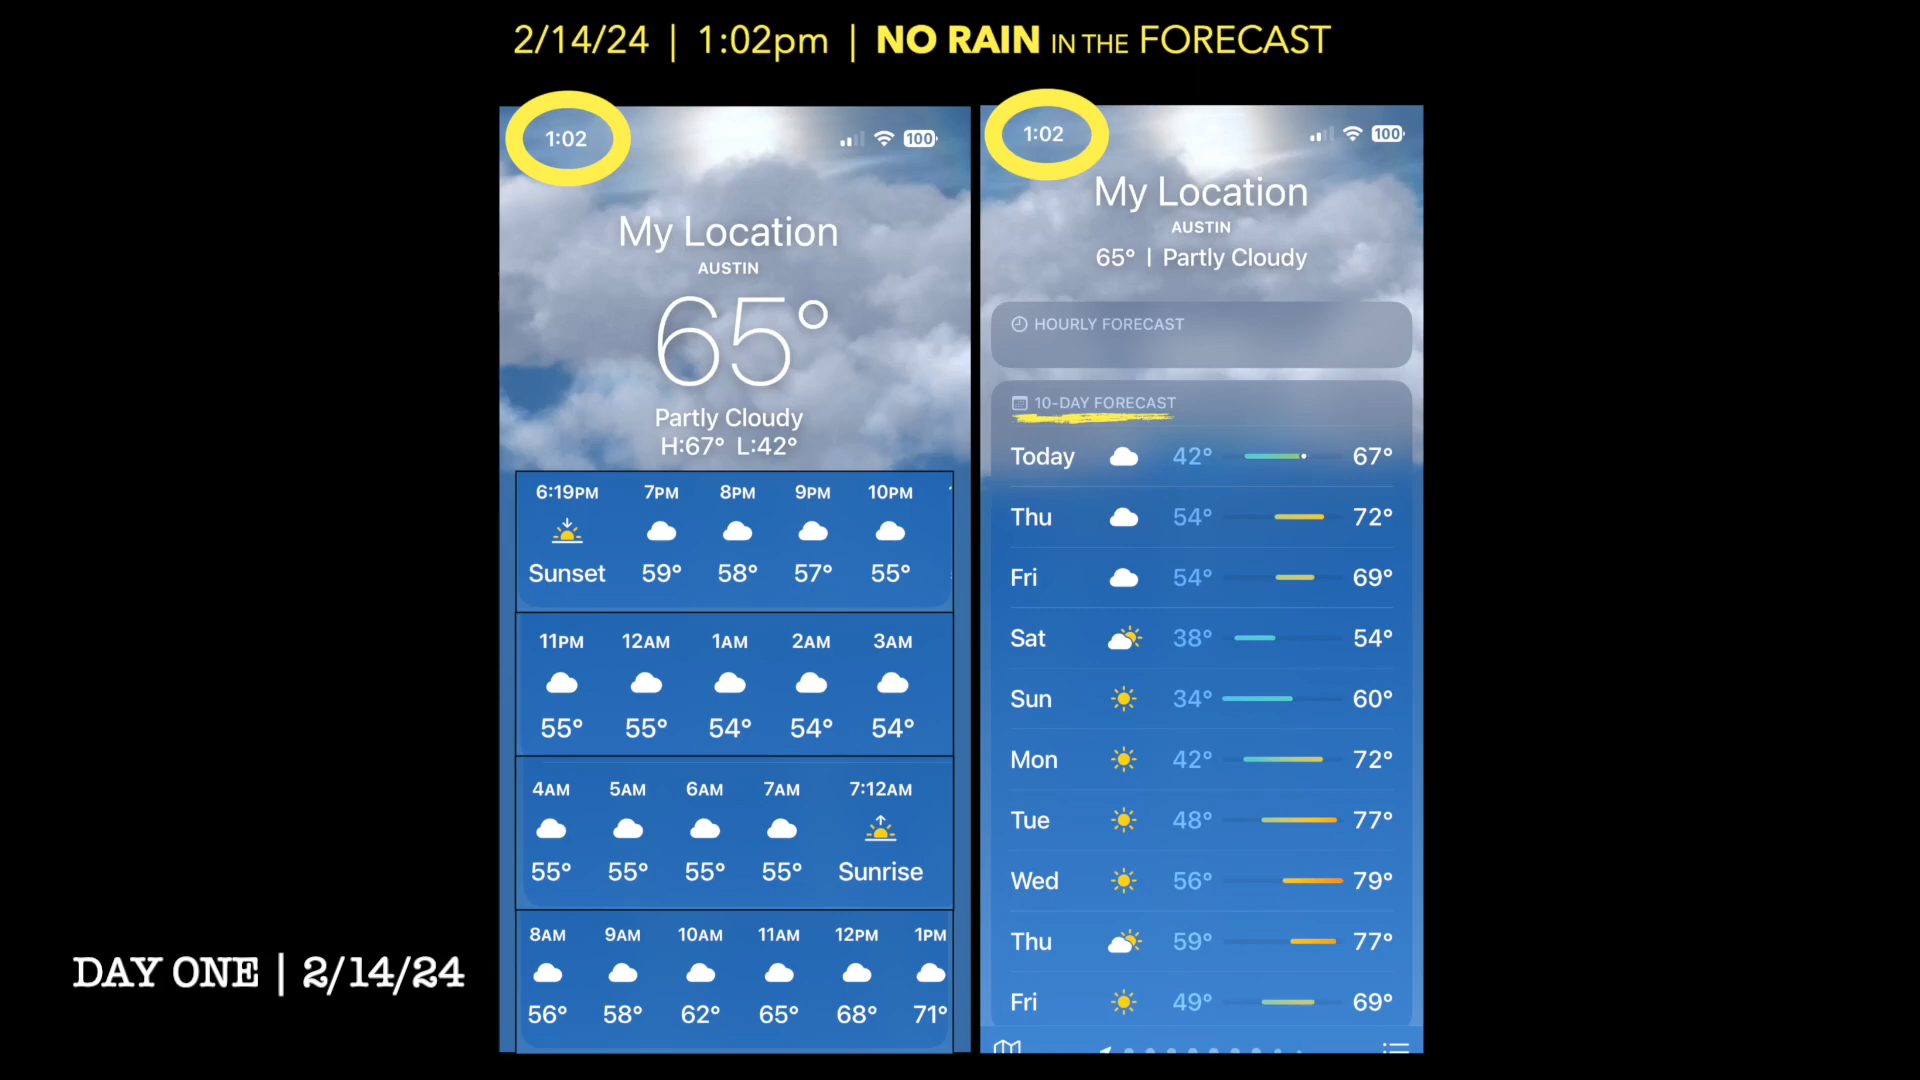 2/14/24 | 1:02pm | NO RAIN IN THE FORECAST
1:02
100
My Location
AUSTIN
65°
Partly Cloudy
H:67° L:42°
6:19PM 7PM 8PM 9PM 10PM
Sunset 59° 58° 57° 55°
11PM 12AM 1AM 2AM 3AM
55° 55° 54° 54° 54°
4AM 5AM 6AM 7AM 7:12AM
55° 55° 55° 55° Sunrise
8AM 9AM 10AM 11AM 12PM 1PM
56° 58° 62° 65° 68° 71°
1:02
100
My Location
AUSTIN
65° | Partly Cloudy
HOURLY FORECAST
10-DAY FORECAST
Today 42° 67°
Thu 54° 72°
Fri 54° 69°
Sat 38° 54°
Sun 34° 60°
Mon 42° 72°
Tue 48° 77°
Wed 56° 79°
Thu 59° 77°
Fri 49° 69°
DAY ONE | 2/14/24